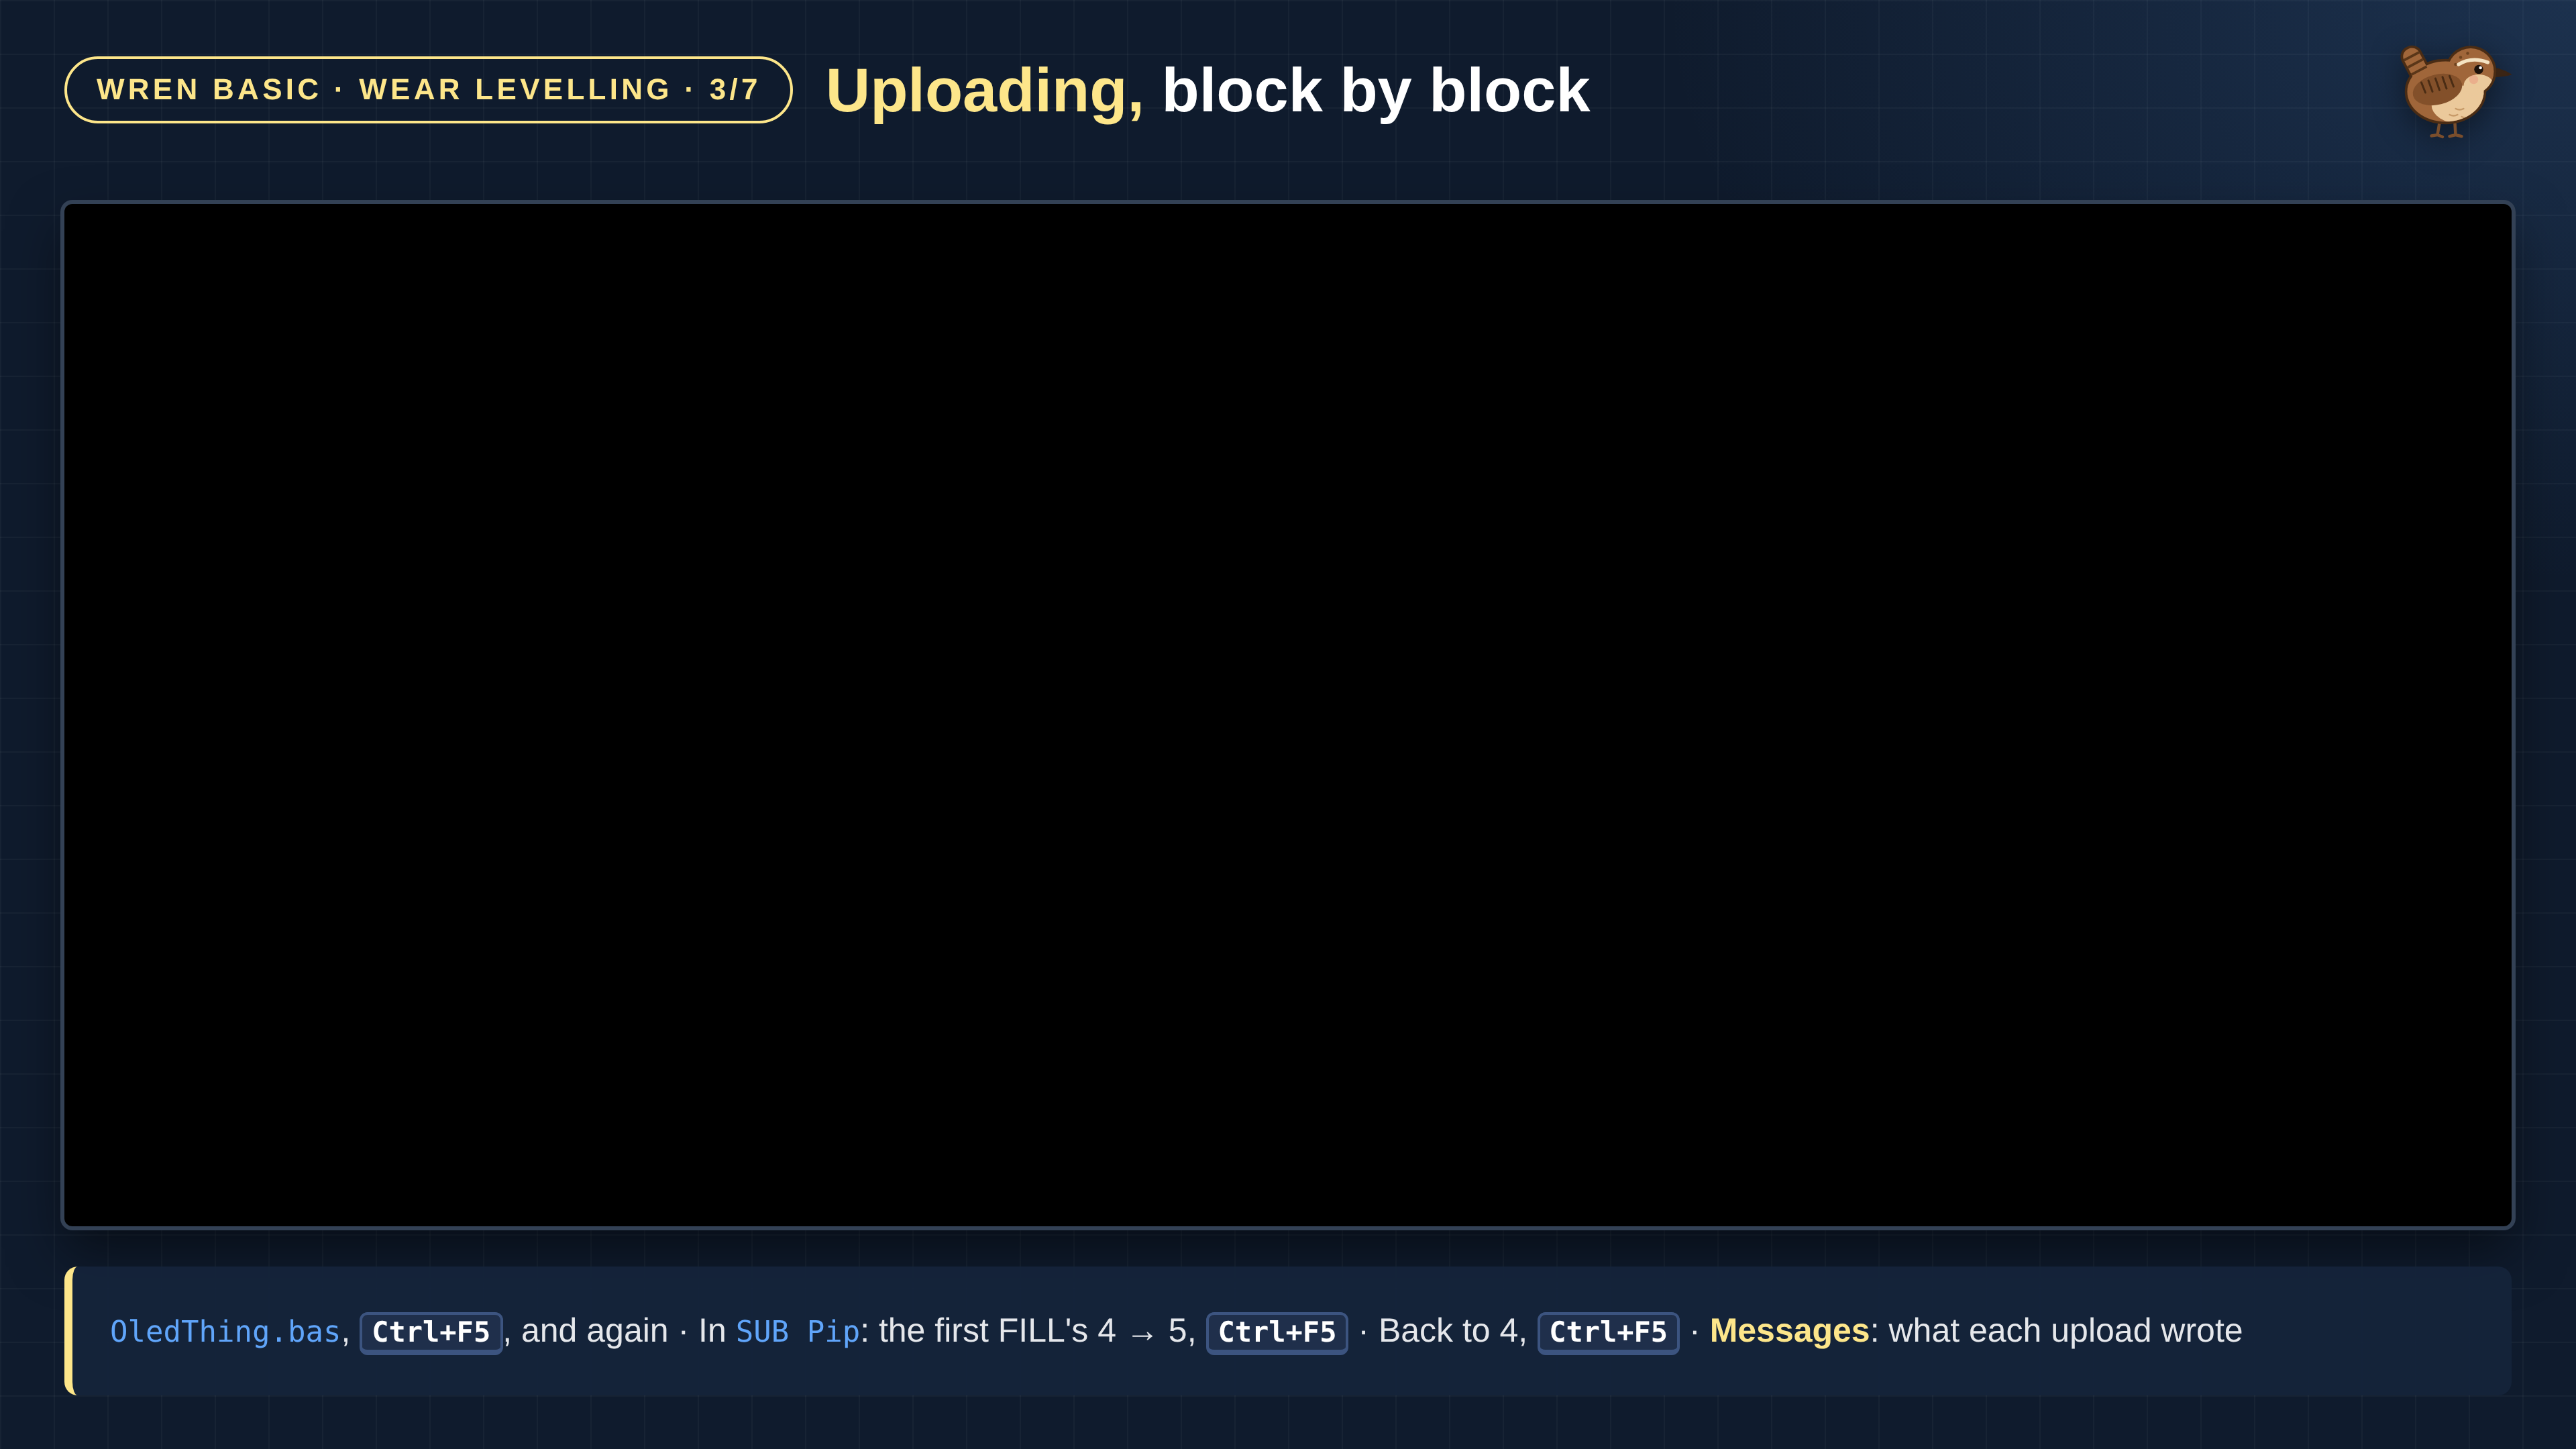 WREN BASIC · WEAR LEVELLING · 3/7
Uploading, block by block
OledThing.bas, Ctrl+F5, and again · In SUB Pip: the first FILL's 4 → 5, Ctrl+F5 · Back to 4, Ctrl+F5 · Messages: what each upload wrote